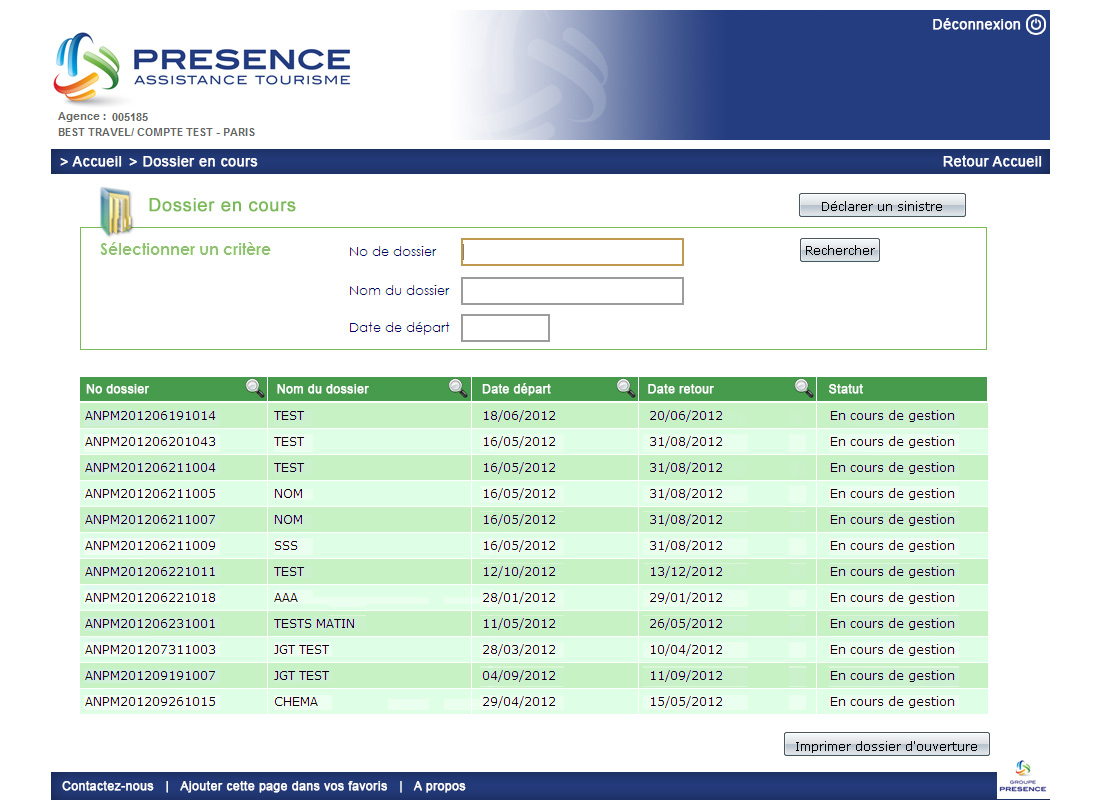 Déconnexion
PRESENCE
ASSISTANCE TOURISME
Agence : 005185
BEST TRAVEL/ COMPTE TEST - PARIS
> Accueil > Dossier en cours Retour Accueil
Dossier en cours Déclarer un sinistre
Sélectionner un critère No de dossier Rechercher
Nom du dossier
Date de départ
No dossier Nom du dossier Date départ Date retour Statut
ANPM201206191014 TEST 18/06/2012 20/06/2012 En cours de gestion
ANPM201206201043 TEST 16/05/2012 31/08/2012 En cours de gestion
ANPM201206211004 TEST 16/05/2012 31/08/2012 En cours de gestion
ANPM201206211005 NOM 16/05/2012 31/08/2012 En cours de gestion
ANPM201206211007 NOM 16/05/2012 31/08/2012 En cours de gestion
ANPM201206211009 SSS 16/05/2012 31/08/2012 En cours de gestion
ANPM201206221011 TEST 12/10/2012 13/12/2012 En cours de gestion
ANPM201206221018 AAA 28/01/2012 29/01/2012 En cours de gestion
ANPM201206231001 TESTS MATIN 11/05/2012 26/05/2012 En cours de gestion
ANPM201207311003 JGT TEST 28/03/2012 10/04/2012 En cours de gestion
ANPM201209191007 JGT TEST 04/09/2012 11/09/2012 En cours de gestion
ANPM201209261015 CHEMA 29/04/2012 15/05/2012 En cours de gestion
Imprimer dossier d'ouverture
Contactez-nous | Ajouter cette page dans vos favoris | A propos
GROUPE
PRESENCE